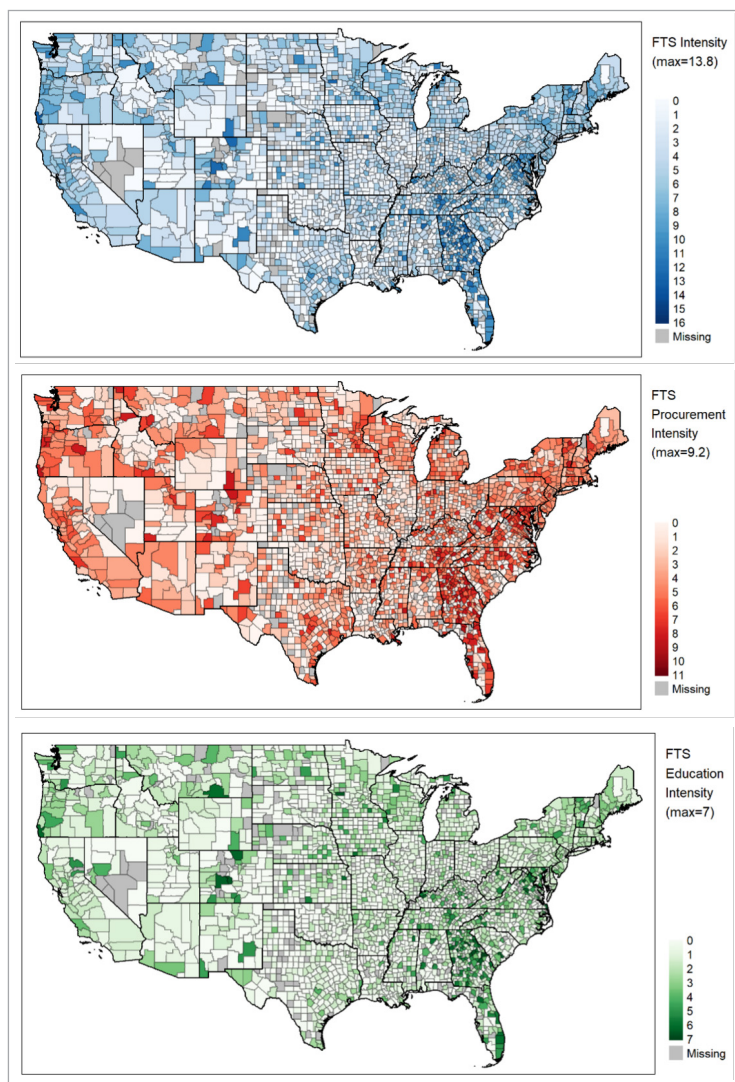 FTS Intensity
(max=13.8)
0
1
2
3
4
5
6
7
8
9
10
11
12
13
14
15
16
Missing
FTS
Procurement
Intensity
(max=9.2)
0
1
2
3
4
5
6
7
8
9
10
11
Missing
FTS
Education
Intensity
(max=7)
0
1
2
3
4
5
6
7
Missing